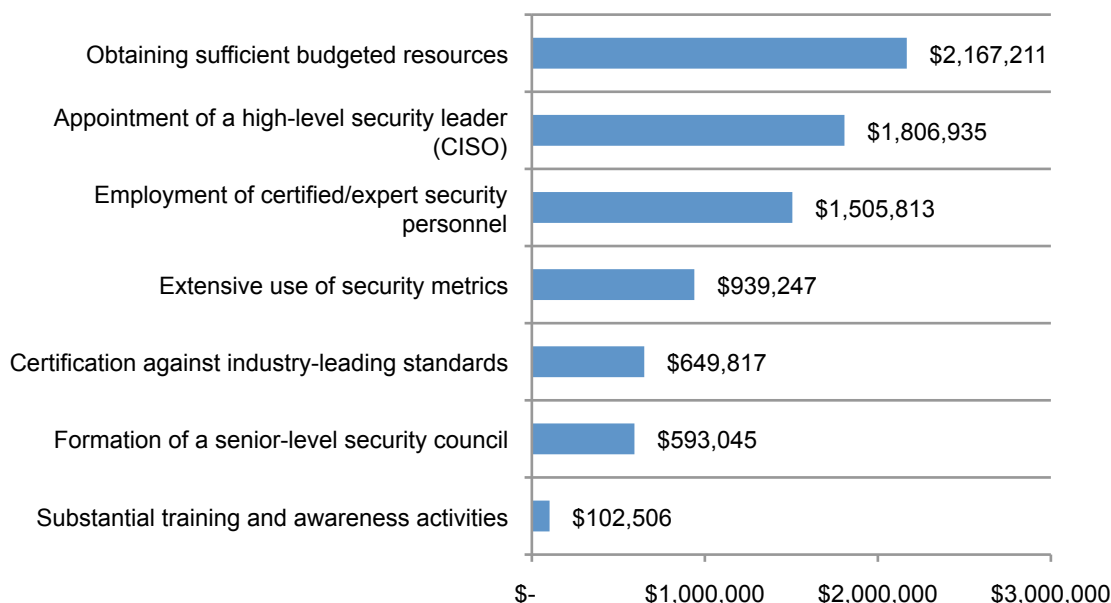 Obtaining sufficient budgeted resources
$2,167,211
Appointment of a high-level security leader
(CISO)
$1,806,935
Employment of certified/expert security
personnel
$1,505,813
Extensive use of security metrics
$939,247
Certification against industry-leading standards
$649,817
Formation of a senior-level security council
$593,045
Substantial training and awareness activities
$102,506
$- $1,000,000 $2,000,000 $3,000,000